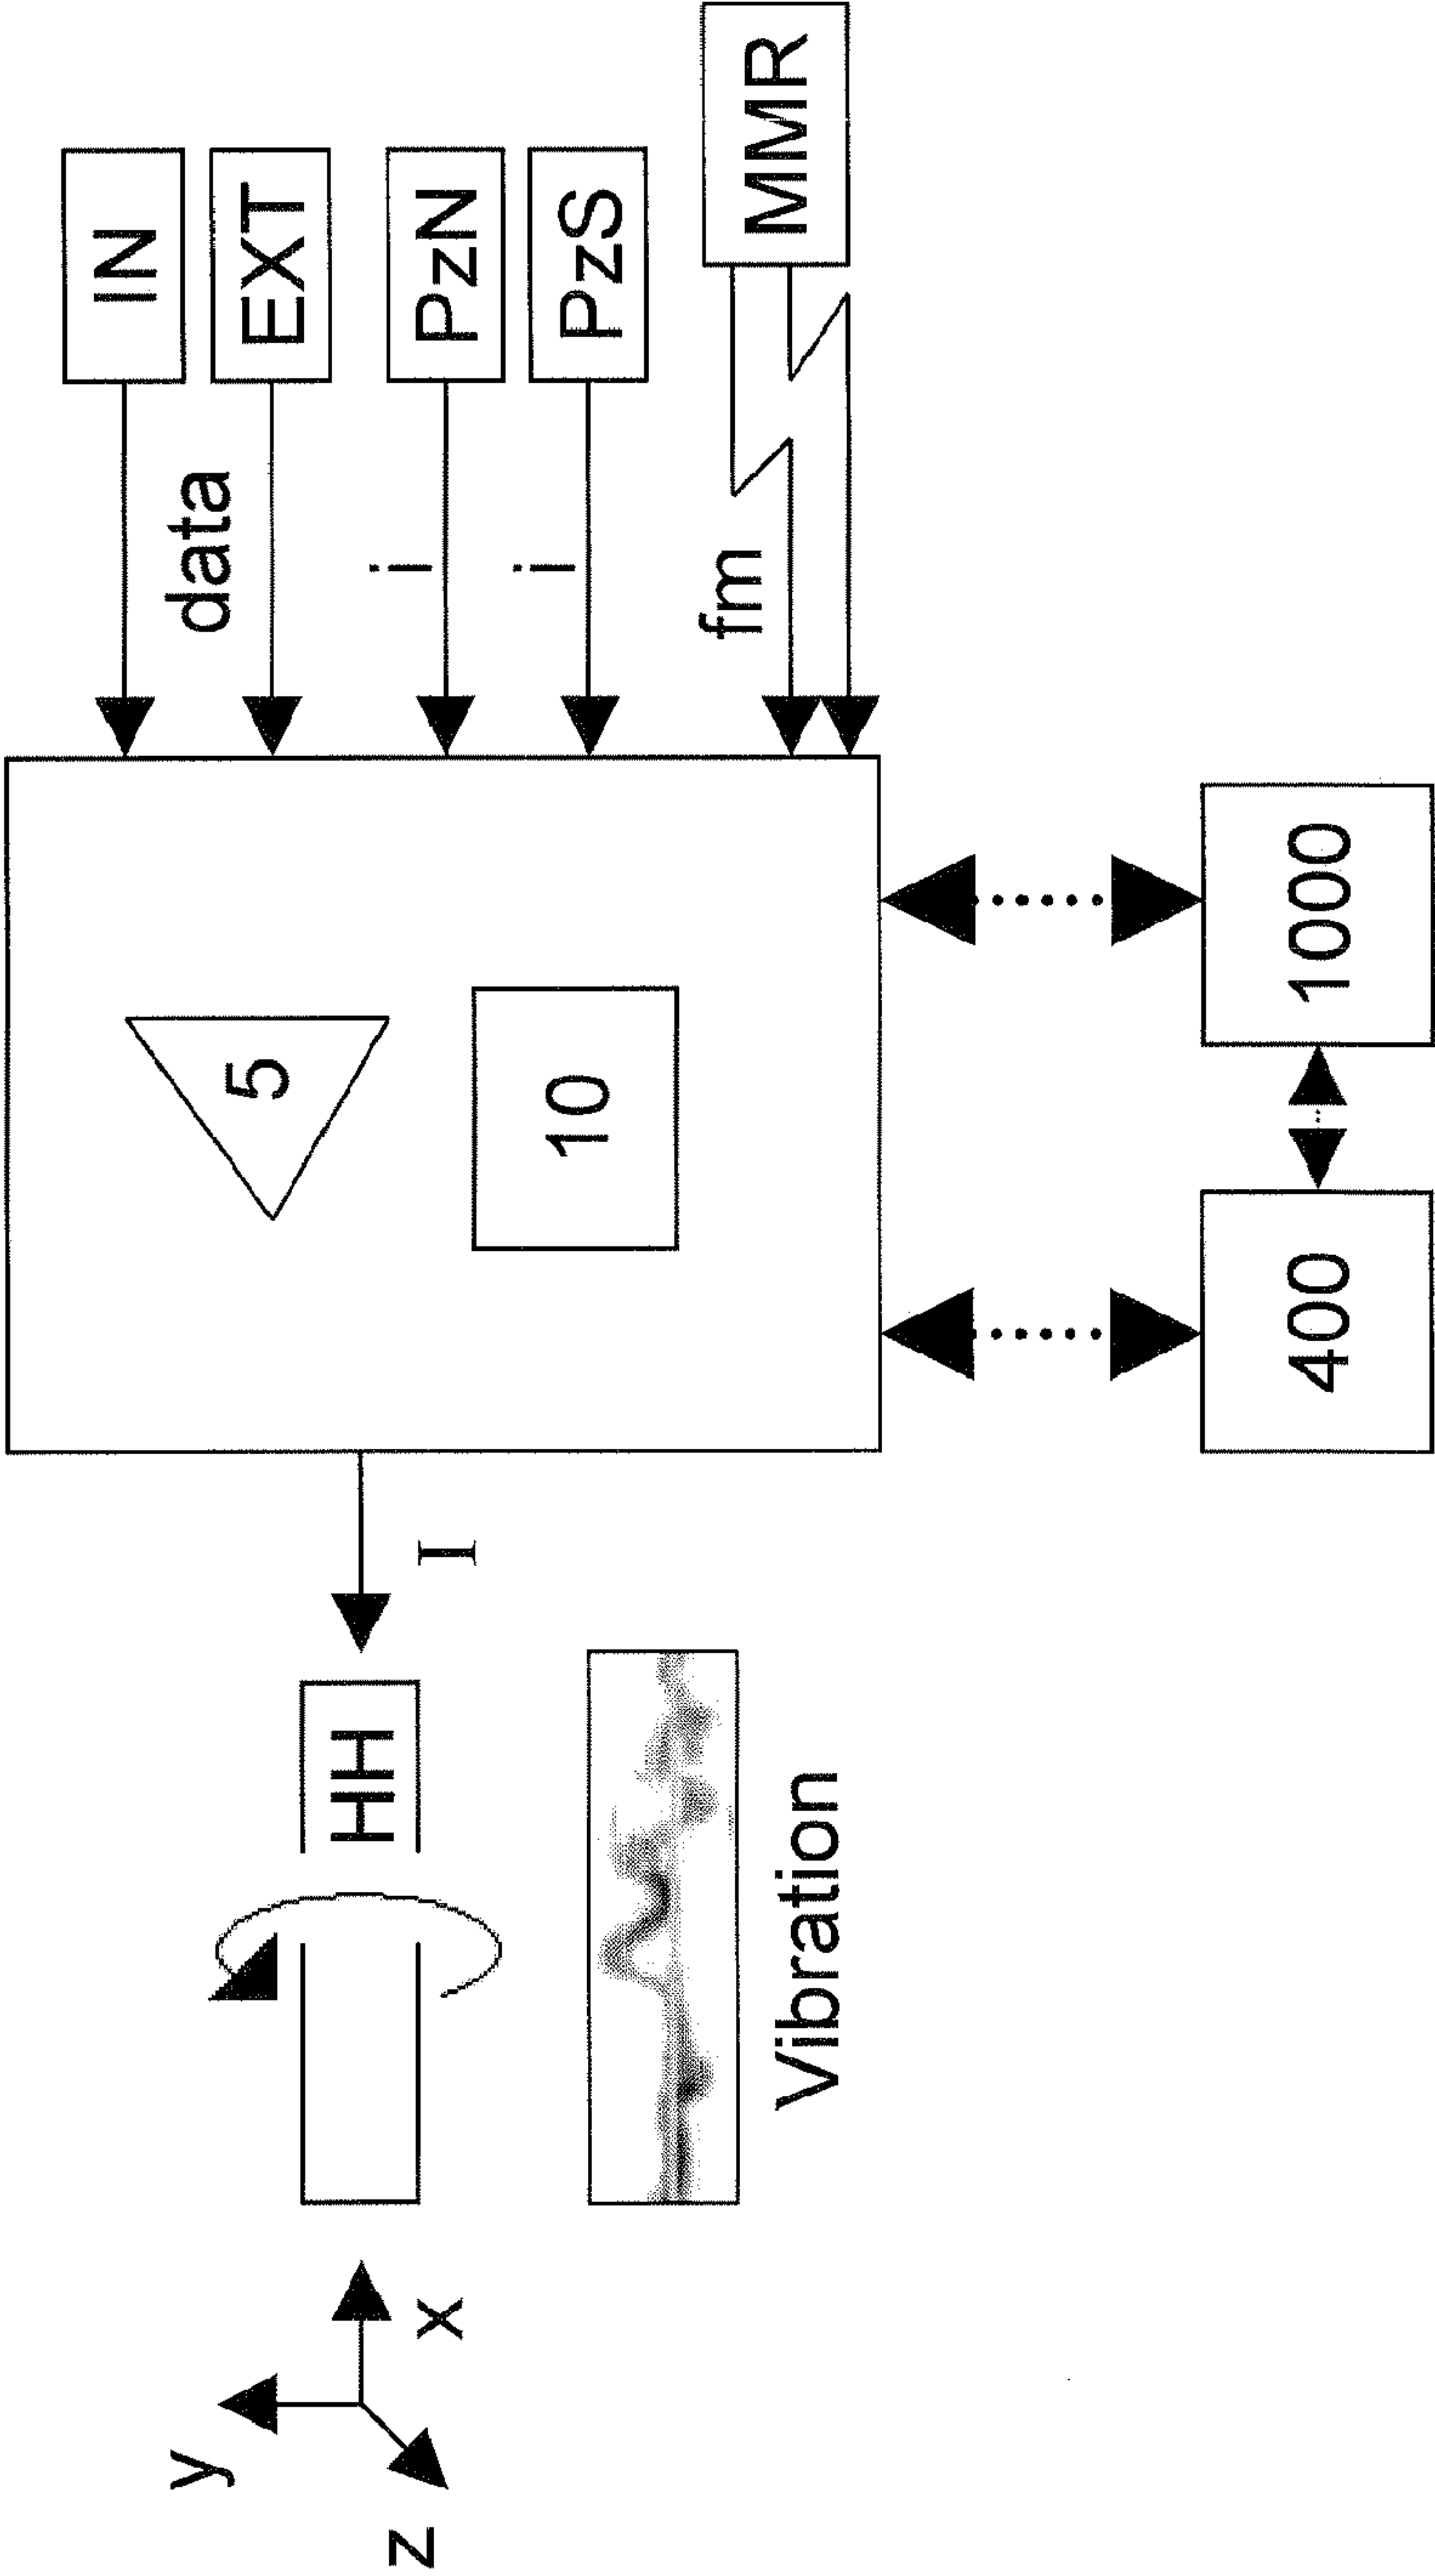 IN
data
y
EXT
5
HH
z
x
I
i
PzN
10
i
PzS
fm
MMR
Vibration
400
1000